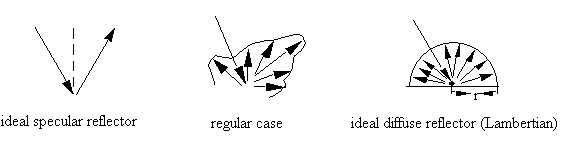 r
ideal specular reflector
regular case
ideal diffuse reflector (Lambertian)